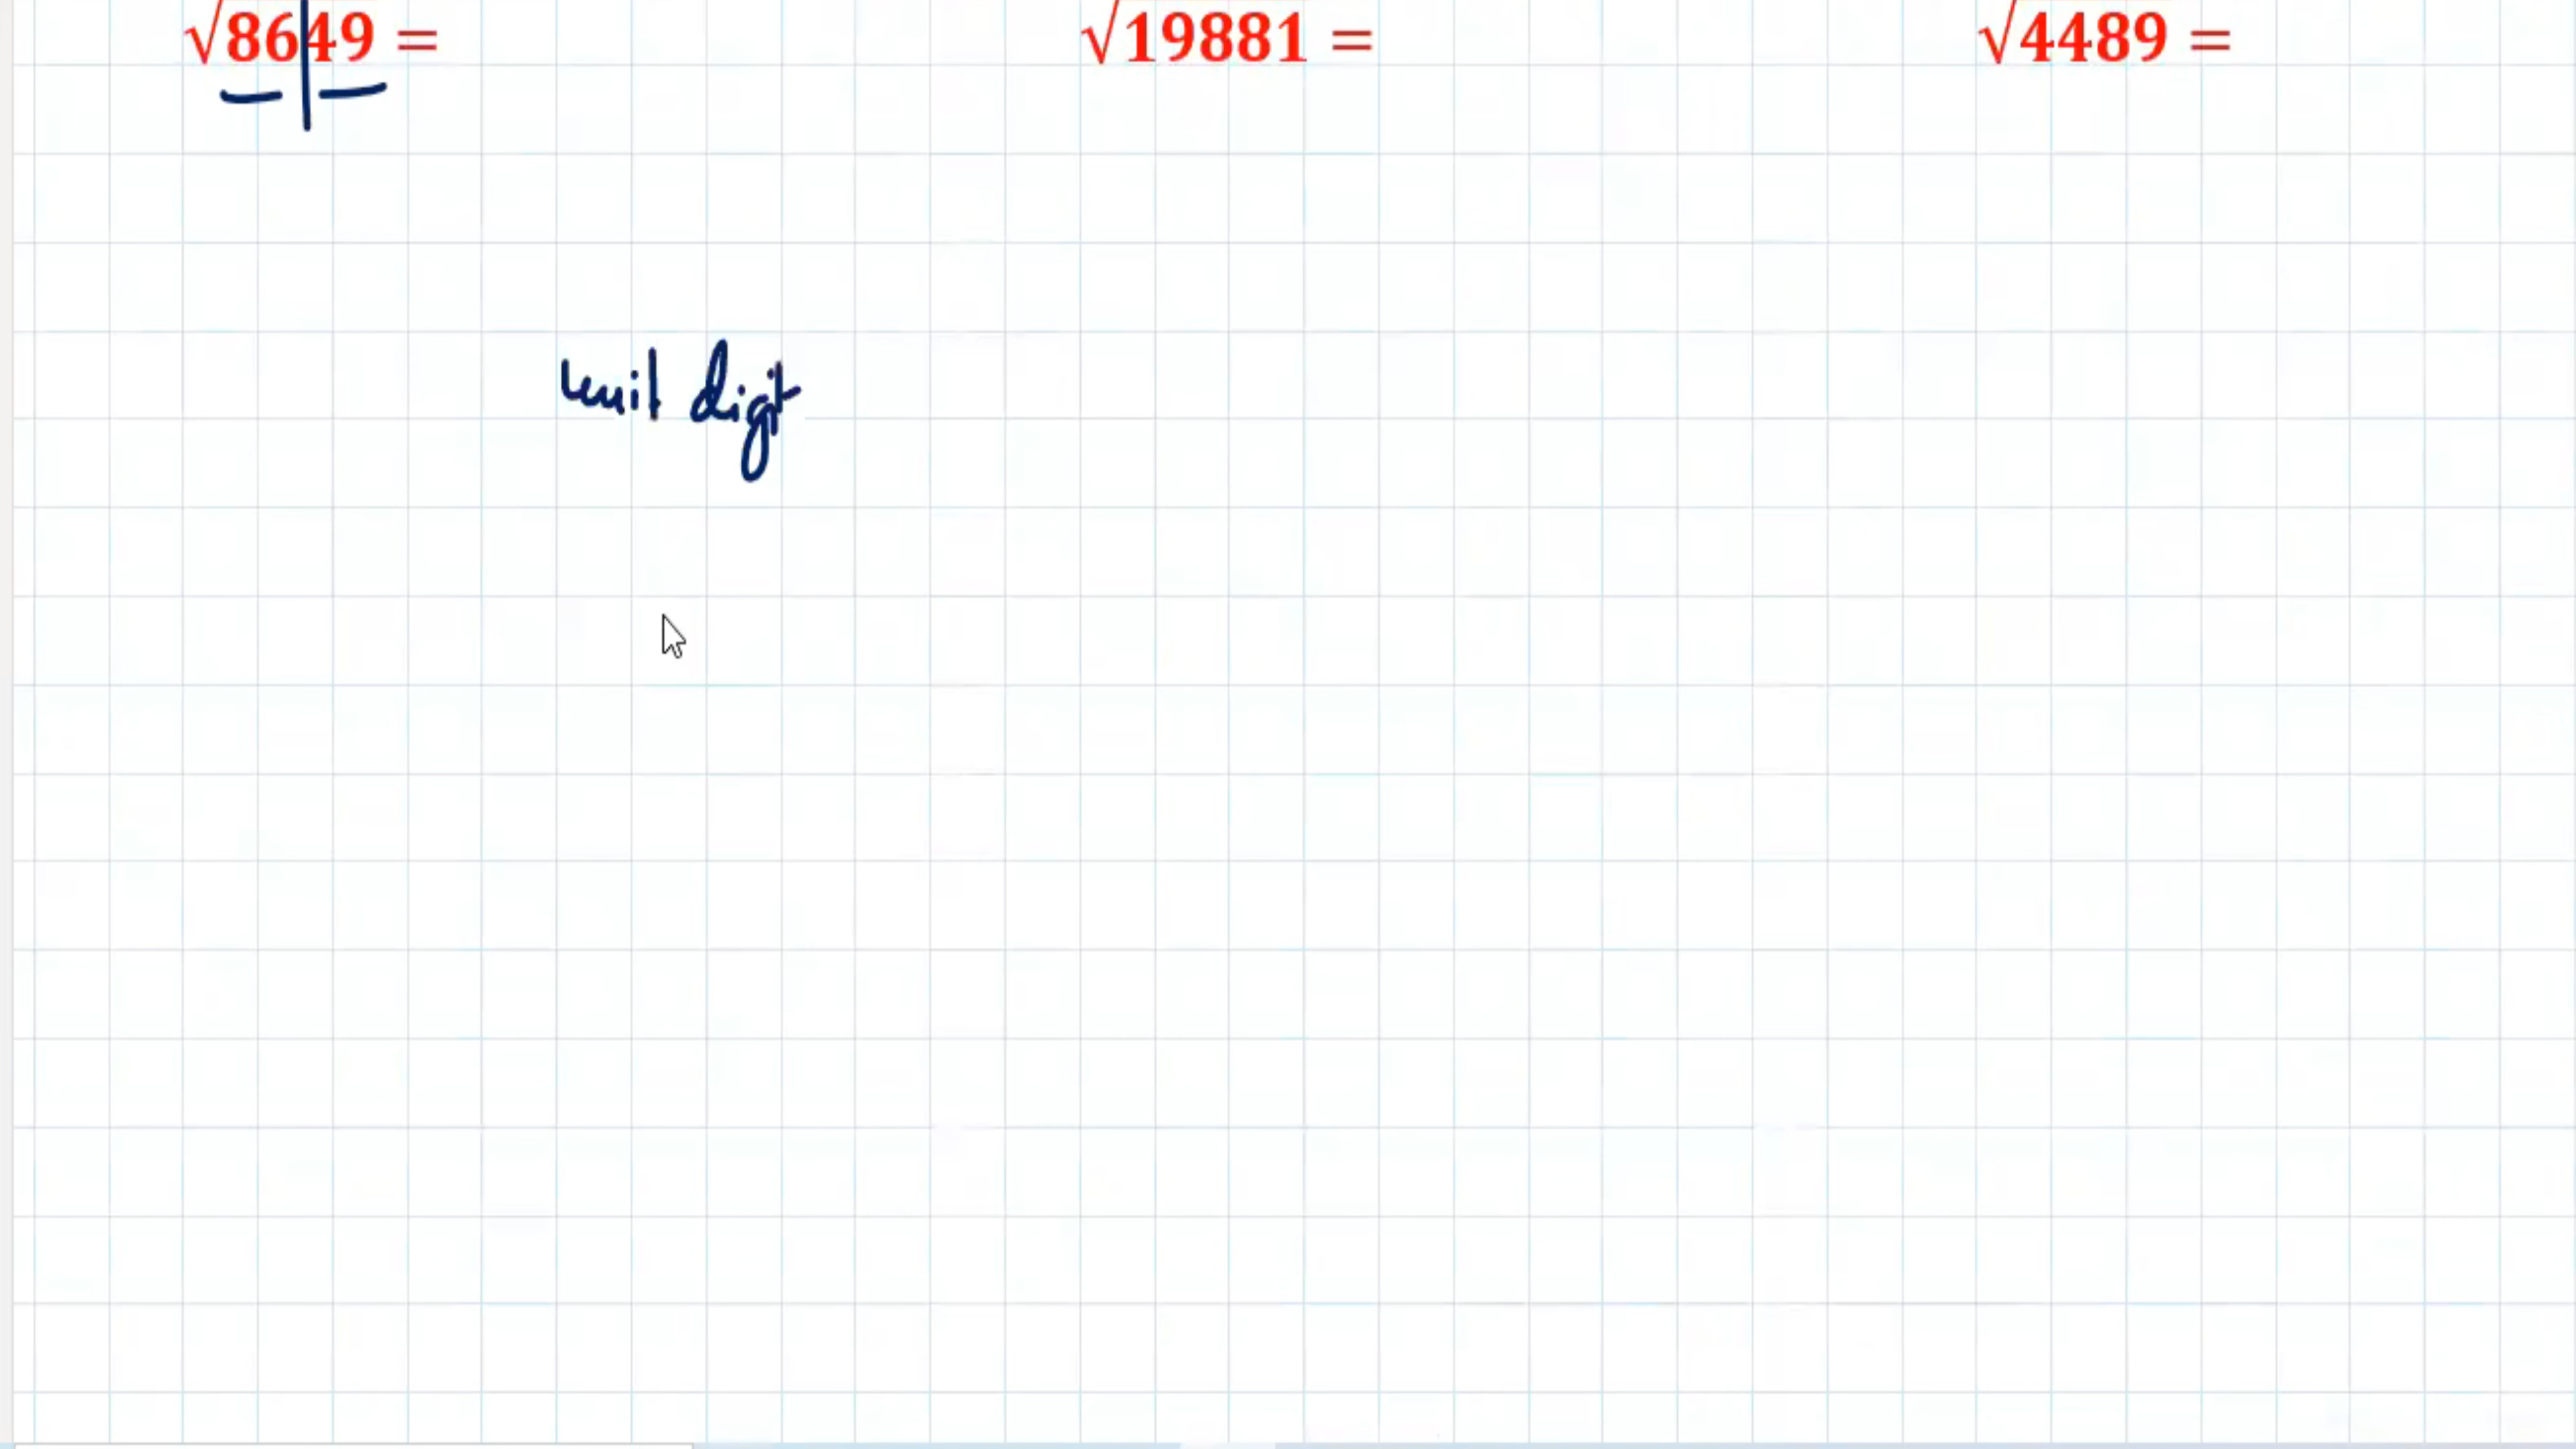 √8649 = √19881 = √4489 =
unit digit